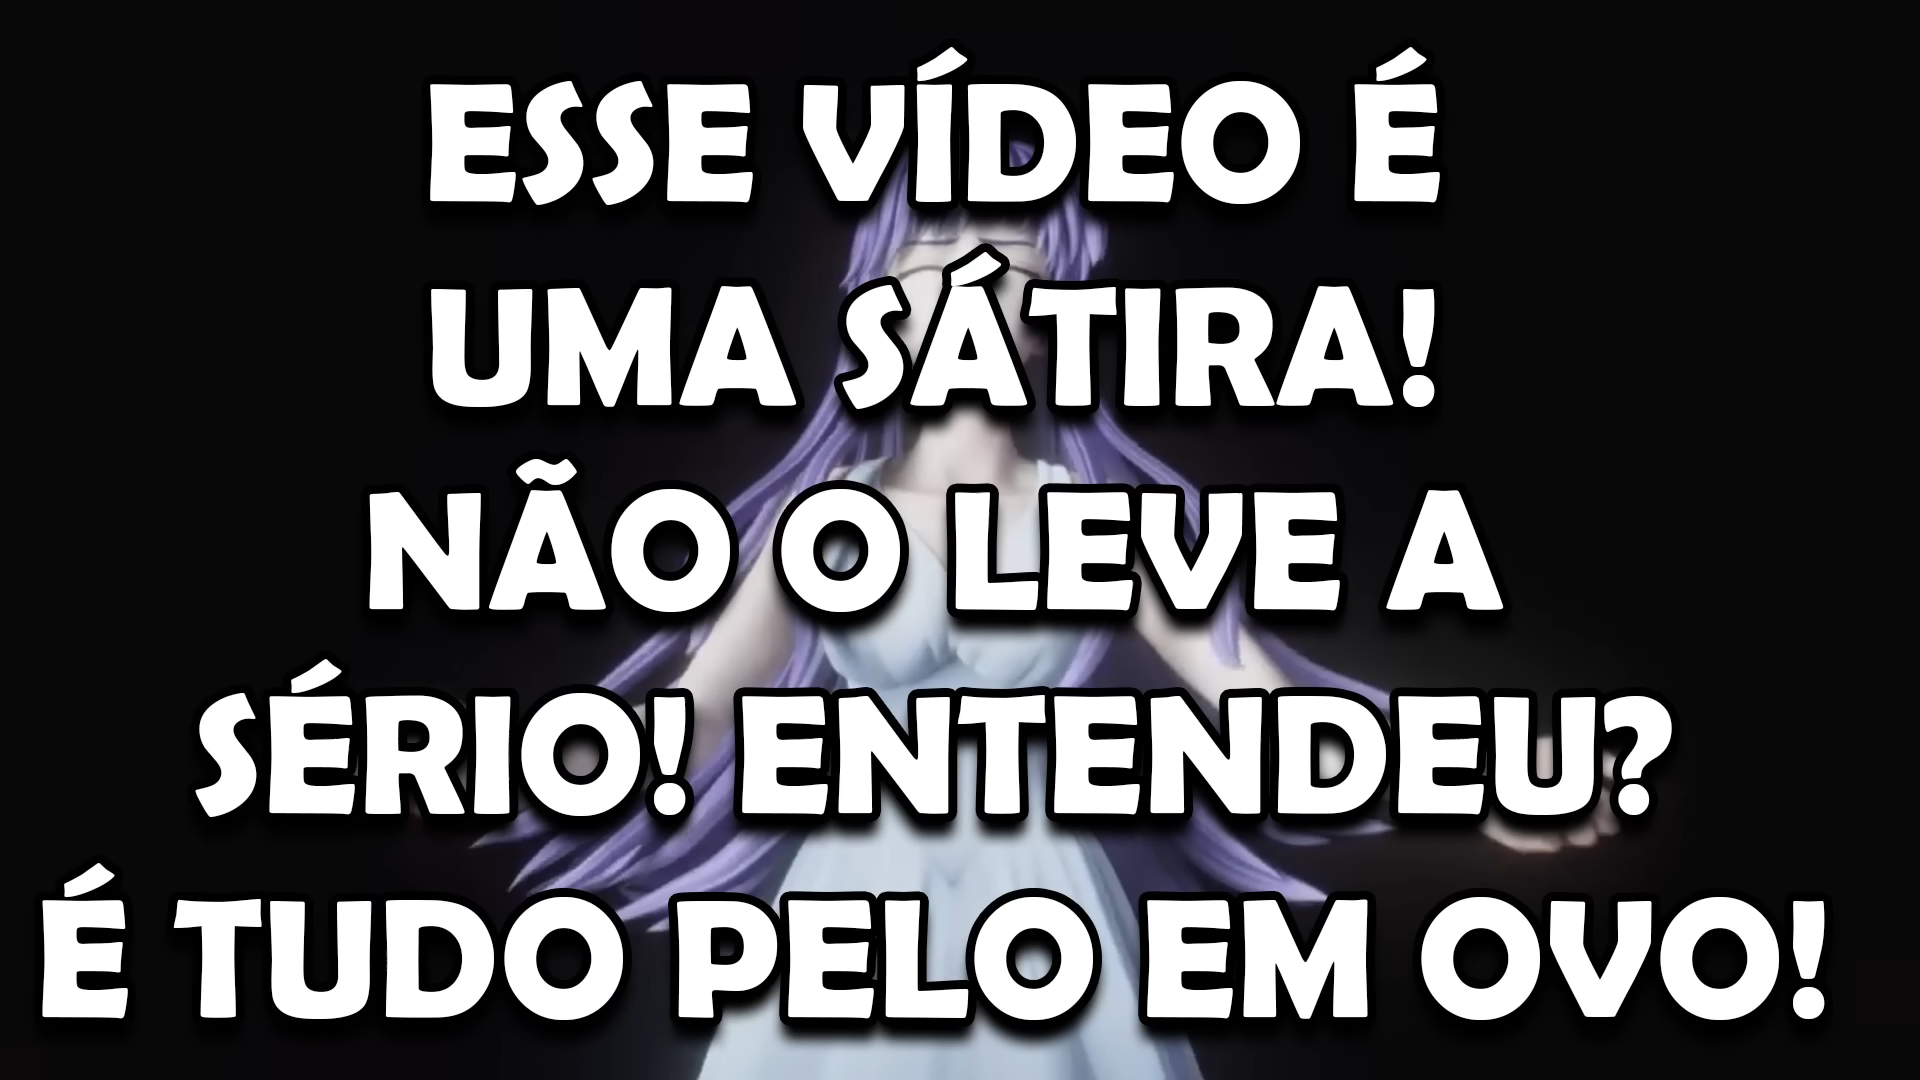 ESSE VÍDEO É
UMA SÁTIRA!
NÃO O LEVE A
SÉRIO! ENTENDEU?
É TUDO PELO EM OVO!